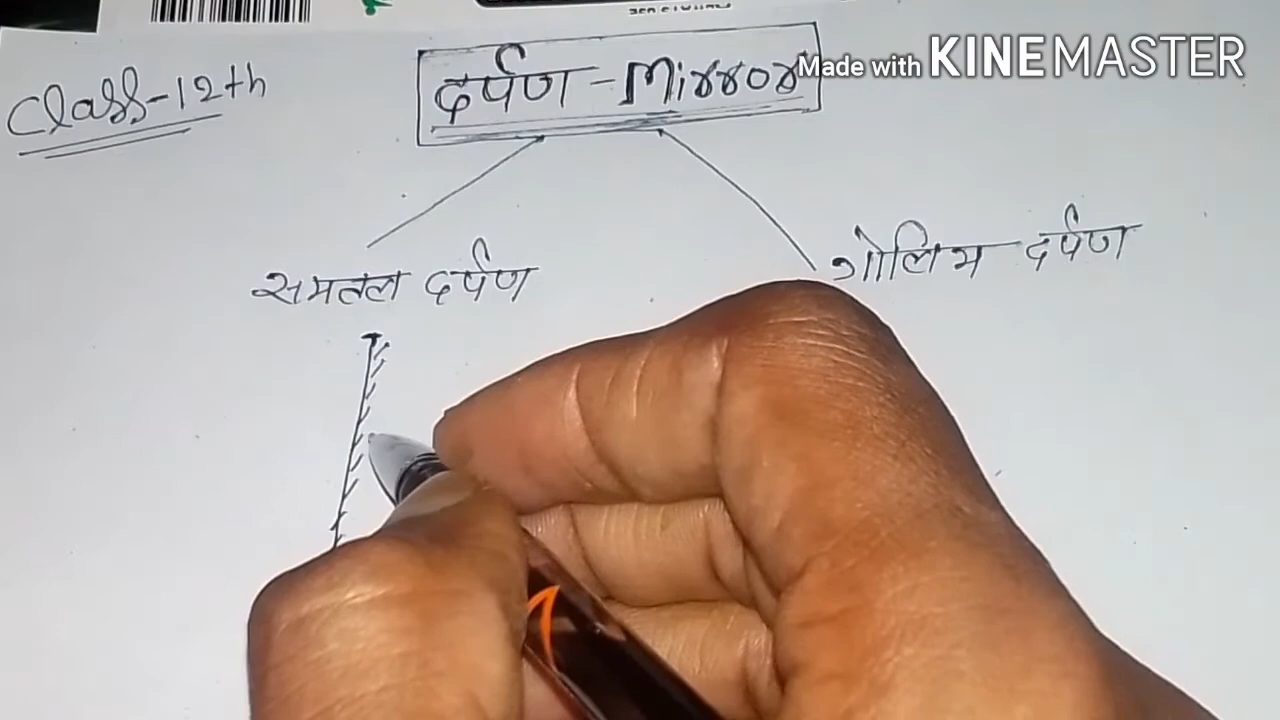 Made with KINEMASTER
Class-12th
दर्पण - Mirror
समतल दर्पण
गोलिय दर्पण